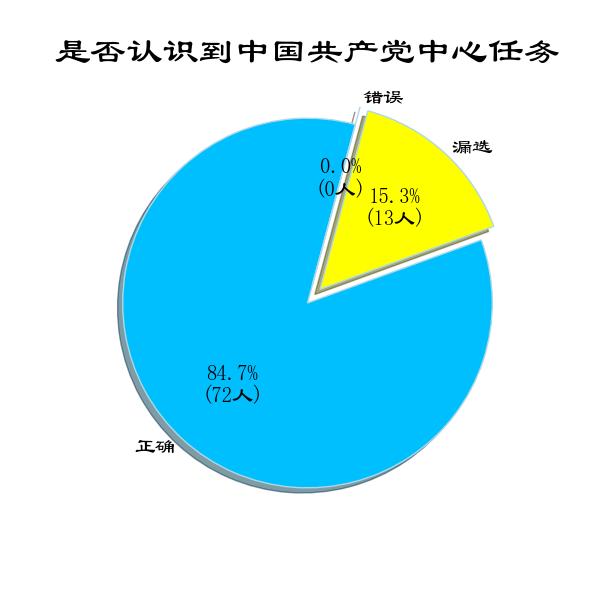 是否认识到中国共产党中心任务
错误
漏选
0.0%
(0人)
15.3%
(13人)
84.7%
(72人)
正确